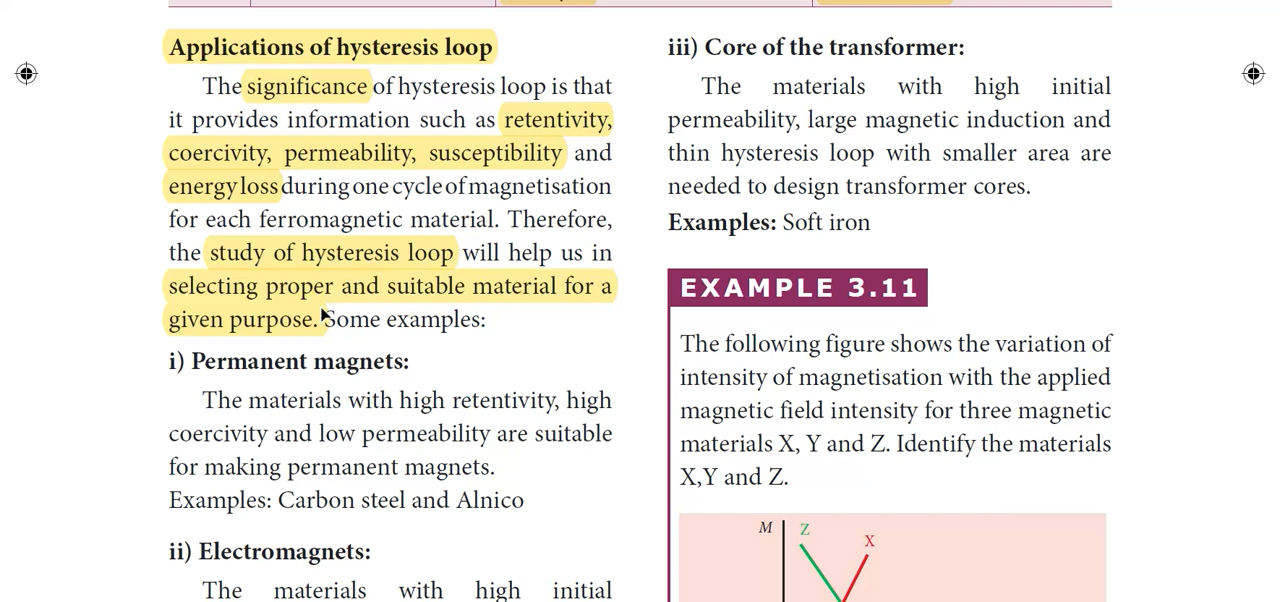 Applications of hysteresis loop
The significance of hysteresis loop is that
it provides information such as retentivity,
coercivity, permeability, susceptibility and
energy loss during one cycle of magnetisation
for each ferromagnetic material. Therefore,
the study of hysteresis loop will help us in
selecting proper and suitable material for a
given purpose. Some examples:
i) Permanent magnets:
The materials with high retentivity, high
coercivity and low permeability are suitable
for making permanent magnets.
Examples: Carbon steel and Alnico
ii) Electromagnets:
The materials with high initial
iii) Core of the transformer:
The materials with high initial
permeability, large magnetic induction and
thin hysteresis loop with smaller area are
needed to design transformer cores.
Examples: Soft iron
EXAMPLE 3.11
The following figure shows the variation of
intensity of magnetisation with the applied
magnetic field intensity for three magnetic
materials X, Y and Z. Identify the materials
X,Y and Z.
M Z
X